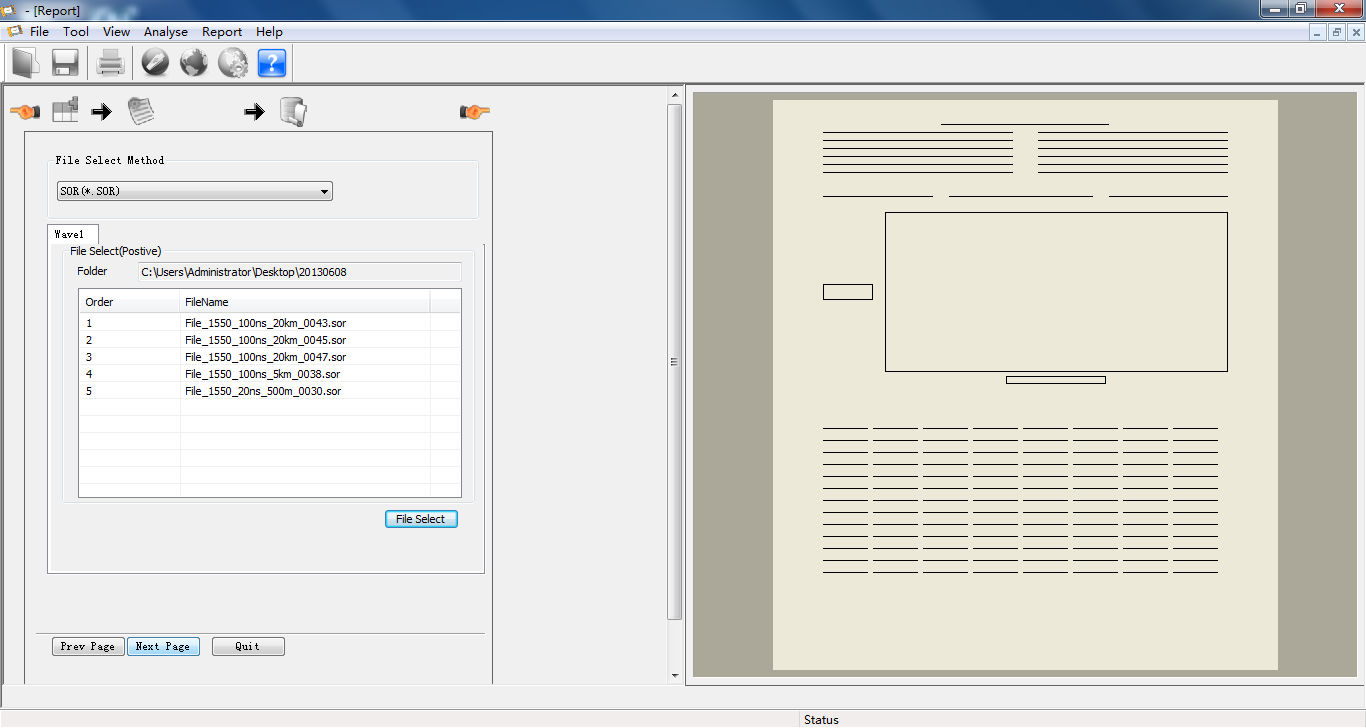 - [Report]
File Tool View Analyse Report Help
?
File Select Method
SOR(*.SOR)
Wave1
File Select(Postive)
Folder C:\Users\Administrator\Desktop\20130608
Order FileName
1 File_1550_100ns_20km_0043.sor
2 File_1550_100ns_20km_0045.sor
3 File_1550_100ns_20km_0047.sor
4 File_1550_100ns_5km_0038.sor
5 File_1550_20ns_500m_0030.sor
File Select
Prev Page Next Page Quit
Status